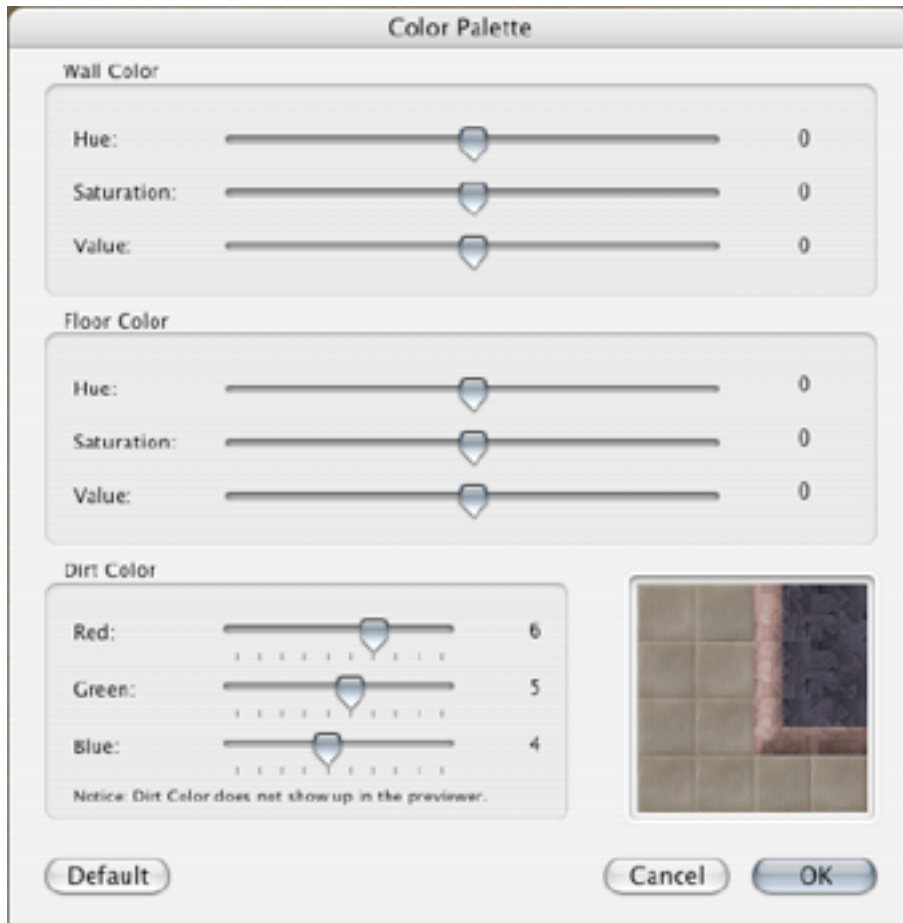 Color Palette
Wall Color
Hue: 0
Saturation: 0
Value: 0
Floor Color
Hue: 0
Saturation: 0
Value: 0
Dirt Color
Red: 6
Green: 5
Blue: 4
Notice: Dirt Color does not show up in the previewer.
Default Cancel OK